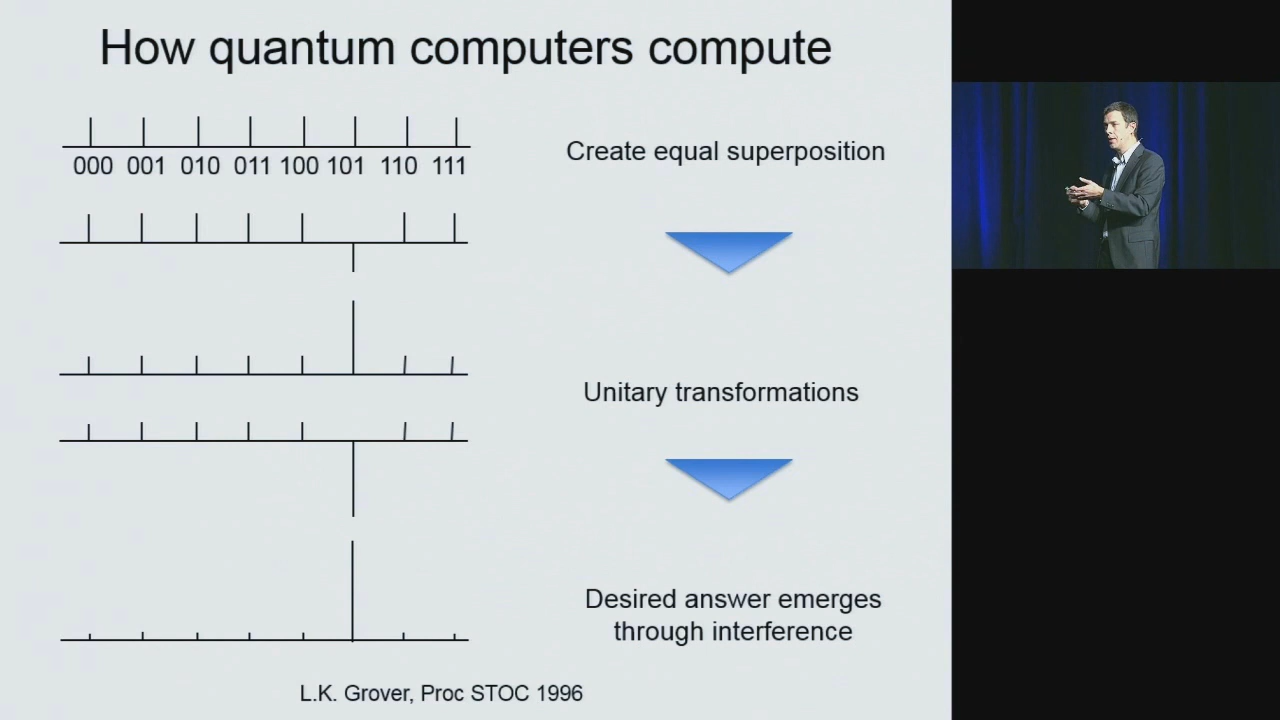 How quantum computers compute
000 001 010 011 100 101 110 111
Create equal superposition
Unitary transformations
Desired answer emerges
through interference
L.K. Grover, Proc STOC 1996